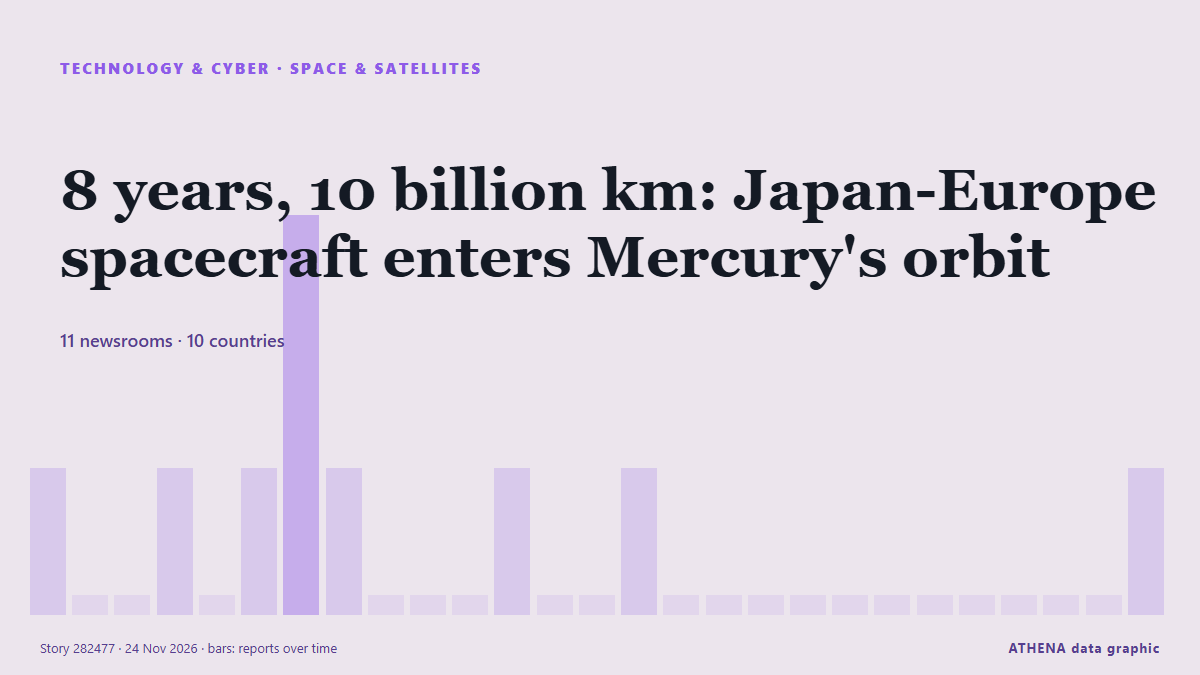 TECHNOLOGY & CYBER · SPACE & SATELLITES
8 years, 10 billion km: Japan-Europe
spacecraft enters Mercury's orbit
11 newsrooms · 10 countries
Story 282477 · 24 Nov 2026 · bars: reports over time
ATHENA data graphic